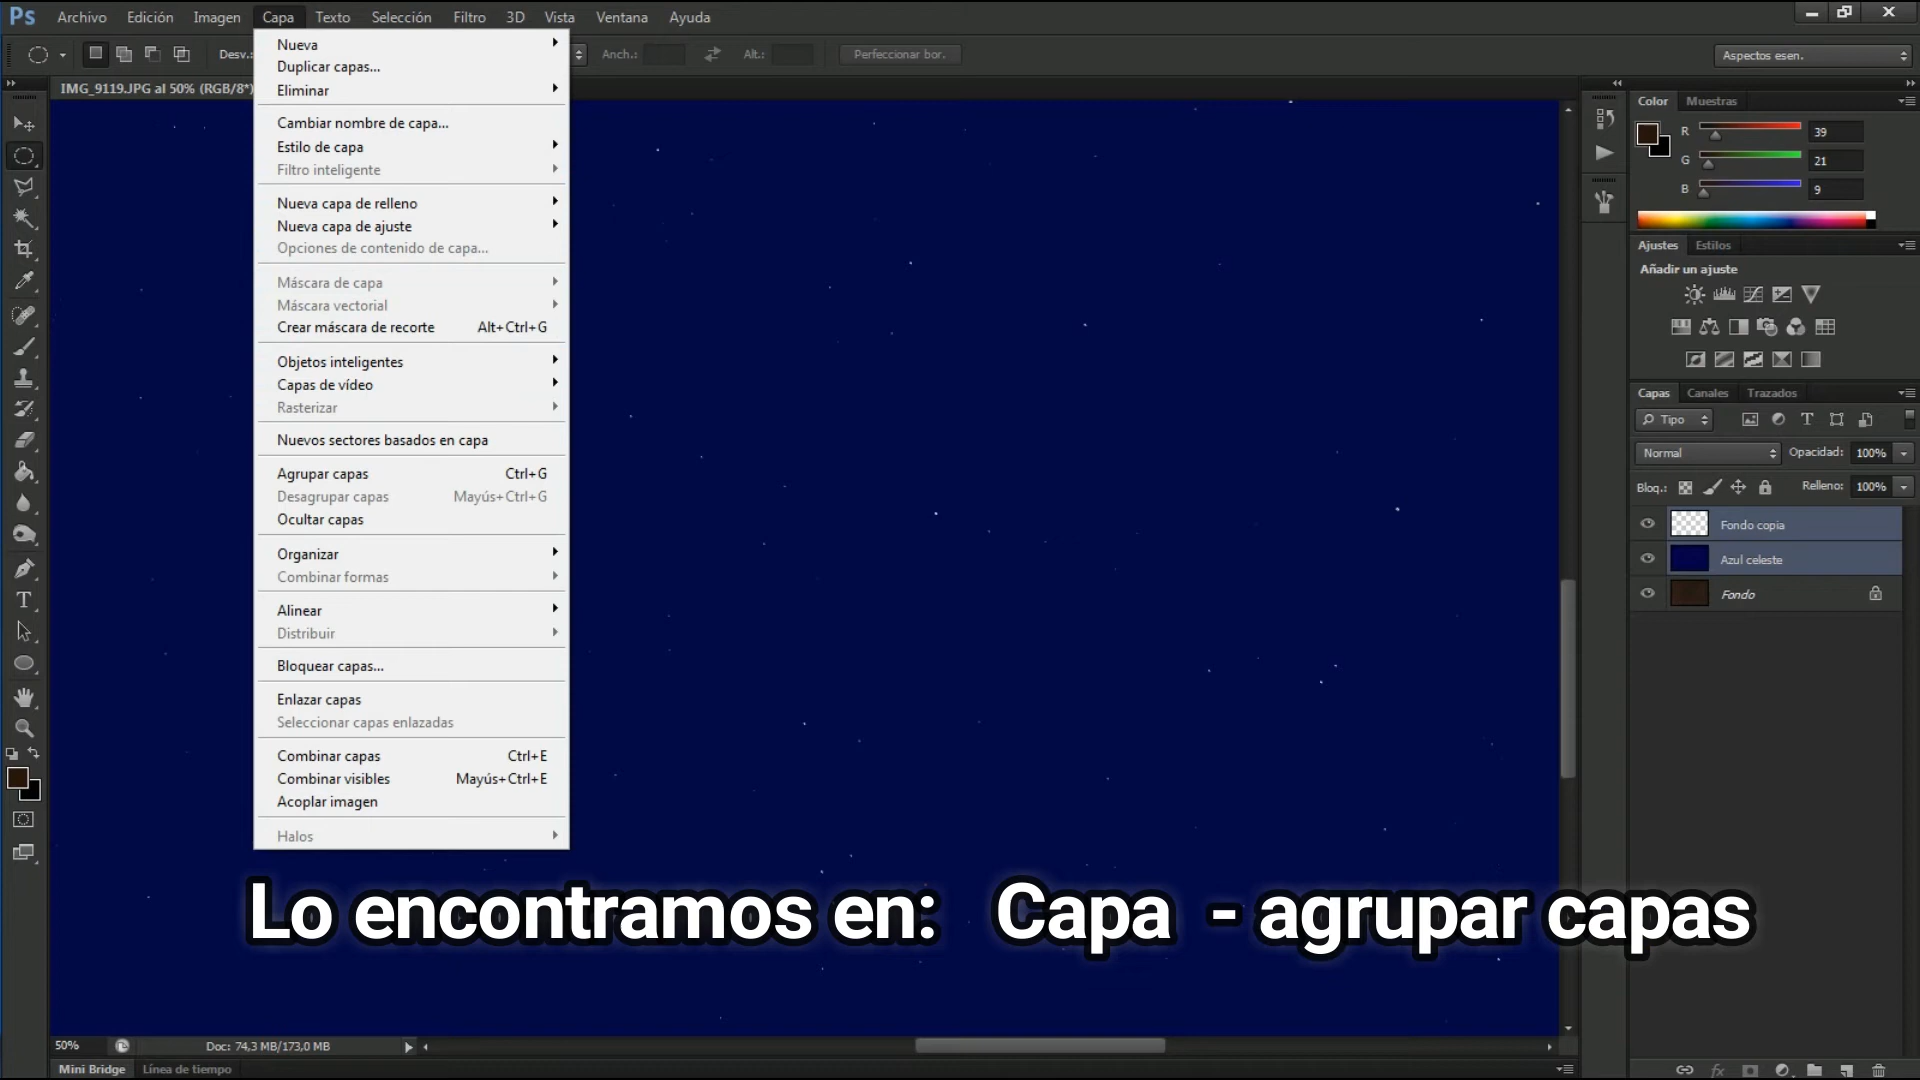 Ps Archivo Edición Imagen Capa Texto Selección Filtro 3D Vista Ventana Ayuda
Desv.: Anch.: Alt.: Perfeccionar bor. Aspectos esen.
IMG_9119.JPG al 50% (RGB/8*)
Nueva
Duplicar capas...
Eliminar
Cambiar nombre de capa...
Estilo de capa
Filtro inteligente
Nueva capa de relleno
Nueva capa de ajuste
Opciones de contenido de capa...
Máscara de capa
Máscara vectorial
Crear máscara de recorte Alt+Ctrl+G
Objetos inteligentes
Capas de vídeo
Rasterizar
Nuevos sectores basados en capa
Agrupar capas Ctrl+G
Desagrupar capas Mayús+Ctrl+G
Ocultar capas
Organizar
Combinar formas
Alinear
Distribuir
Bloquear capas...
Enlazar capas
Seleccionar capas enlazadas
Combinar capas Ctrl+E
Combinar visibles Mayús+Ctrl+E
Acoplar imagen
Halos
Color Muestras
R 39
G 21
B 9
Ajustes Estilos
Añadir un ajuste
Capas Canales Trazados
Tipo
Normal Opacidad: 100%
Bloq.: Relleno: 100%
Fondo copia
Azul celeste
Fondo
Lo encontramos en: Capa - agrupar capas
50% Doc: 74,3 MB/173,0 MB
Mini Bridge Línea de tiempo